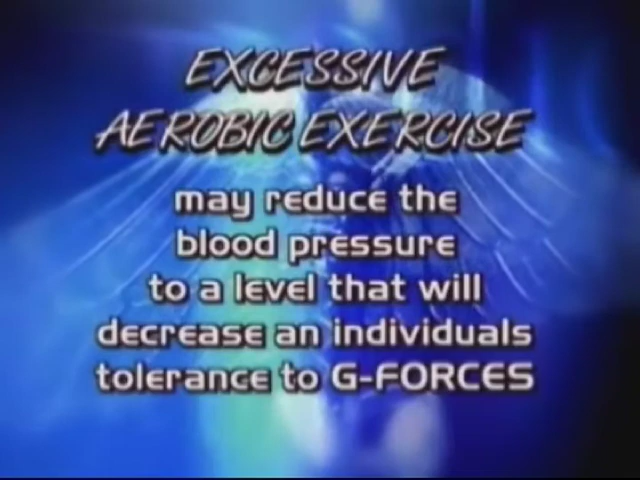 EXCESSIVE
AEROBIC EXERCISE
may reduce the
blood pressure
to a level that will
decrease an individuals
tolerance to G-FORCES